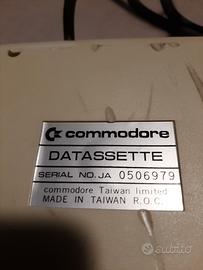 commodore
DATASSETTE
SERIAL NO. JA 0506979
commodore Taiwan limited
MADE IN TAIWAN R.O.C.
subito